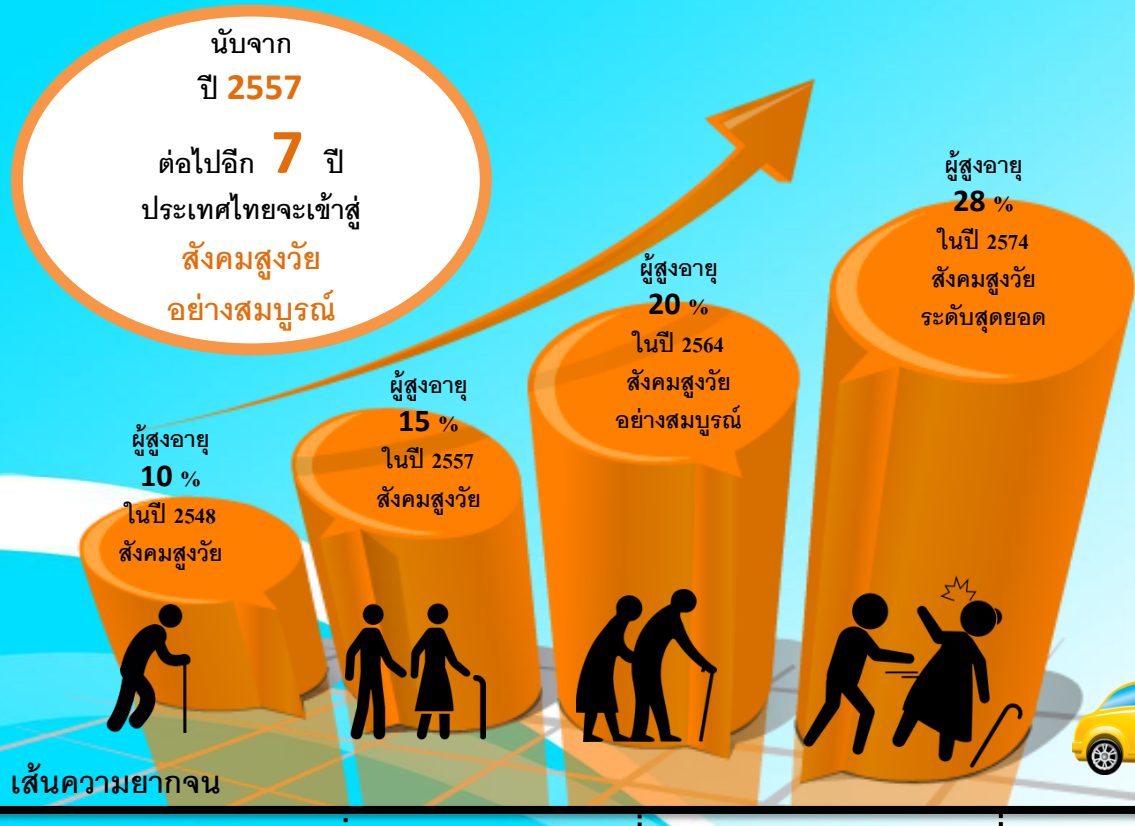 นับจาก
ปี 2557
ต่อไปอีก 7 ปี
ประเทศไทยจะเข้าสู่
สังคมสูงวัย
อย่างสมบูรณ์
ผู้สูงอายุ
10 %
ในปี 2548
สังคมสูงวัย
ผู้สูงอายุ
15 %
ในปี 2557
สังคมสูงวัย
ผู้สูงอายุ
20 %
ในปี 2564
สังคมสูงวัย
อย่างสมบูรณ์
ผู้สูงอายุ
28 %
ในปี 2574
สังคมสูงวัย
ระดับสุดยอด
เส้นความยากจน